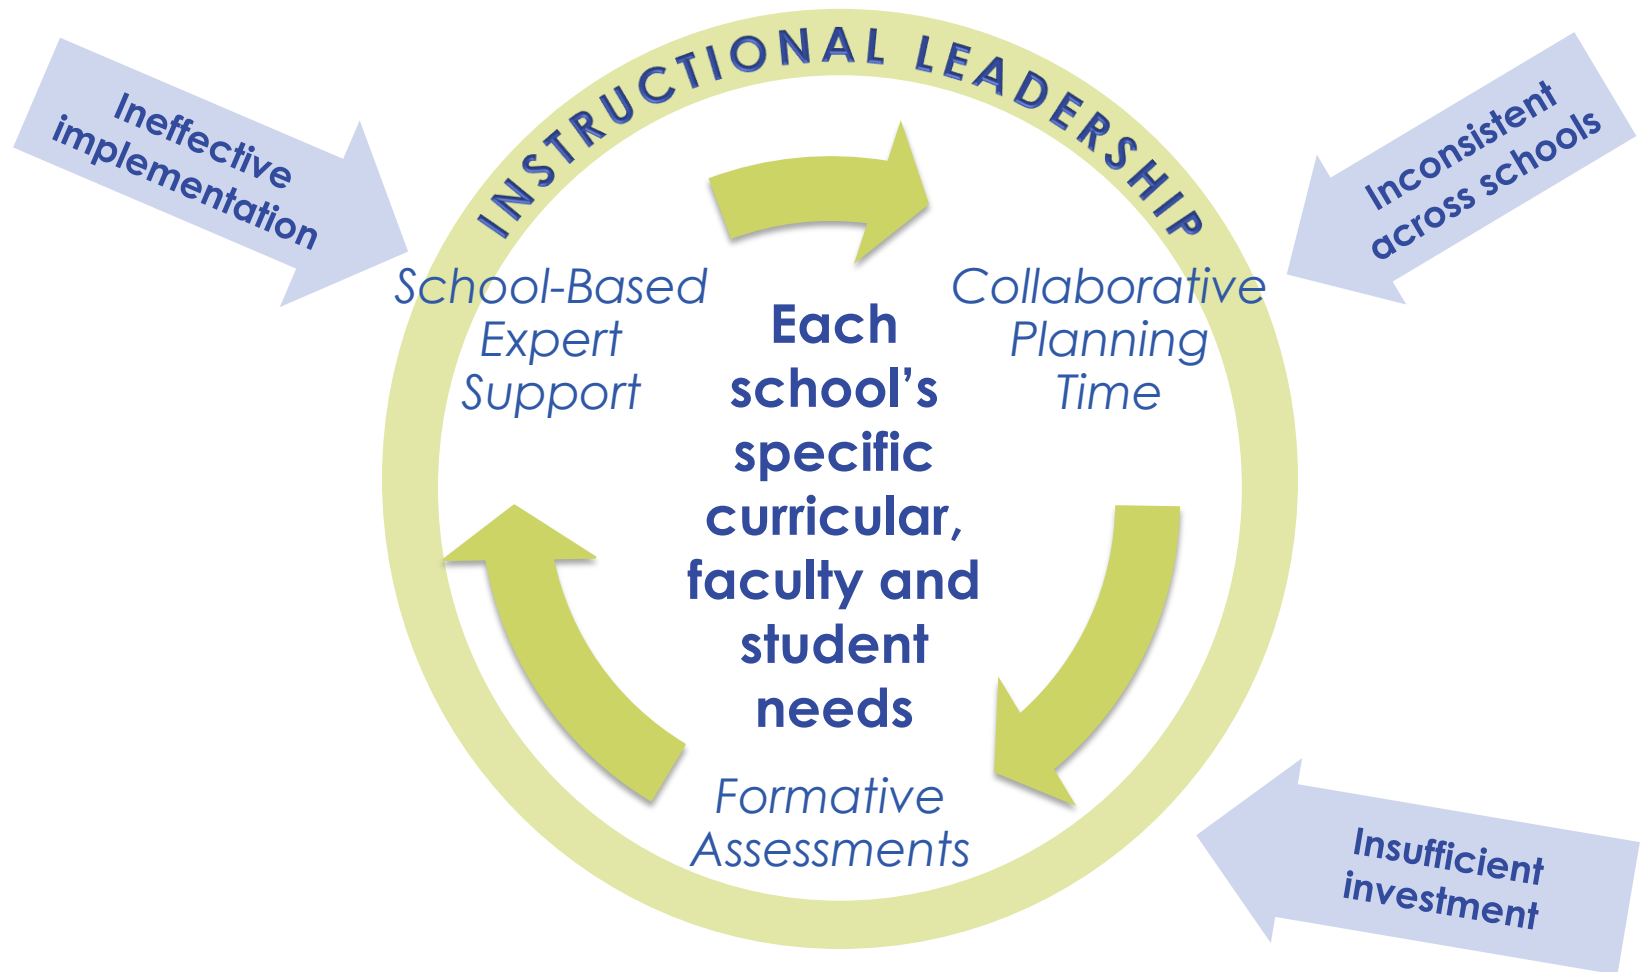 INSTRUCTIONAL LEADERSHIP
Ineffective
implementation
Inconsistent
across schools
School-Based
Expert
Support
Collaborative
Planning
Time
Each
school's
specific
curricular,
faculty and
student
needs
Formative
Assessments
Insufficient
investment